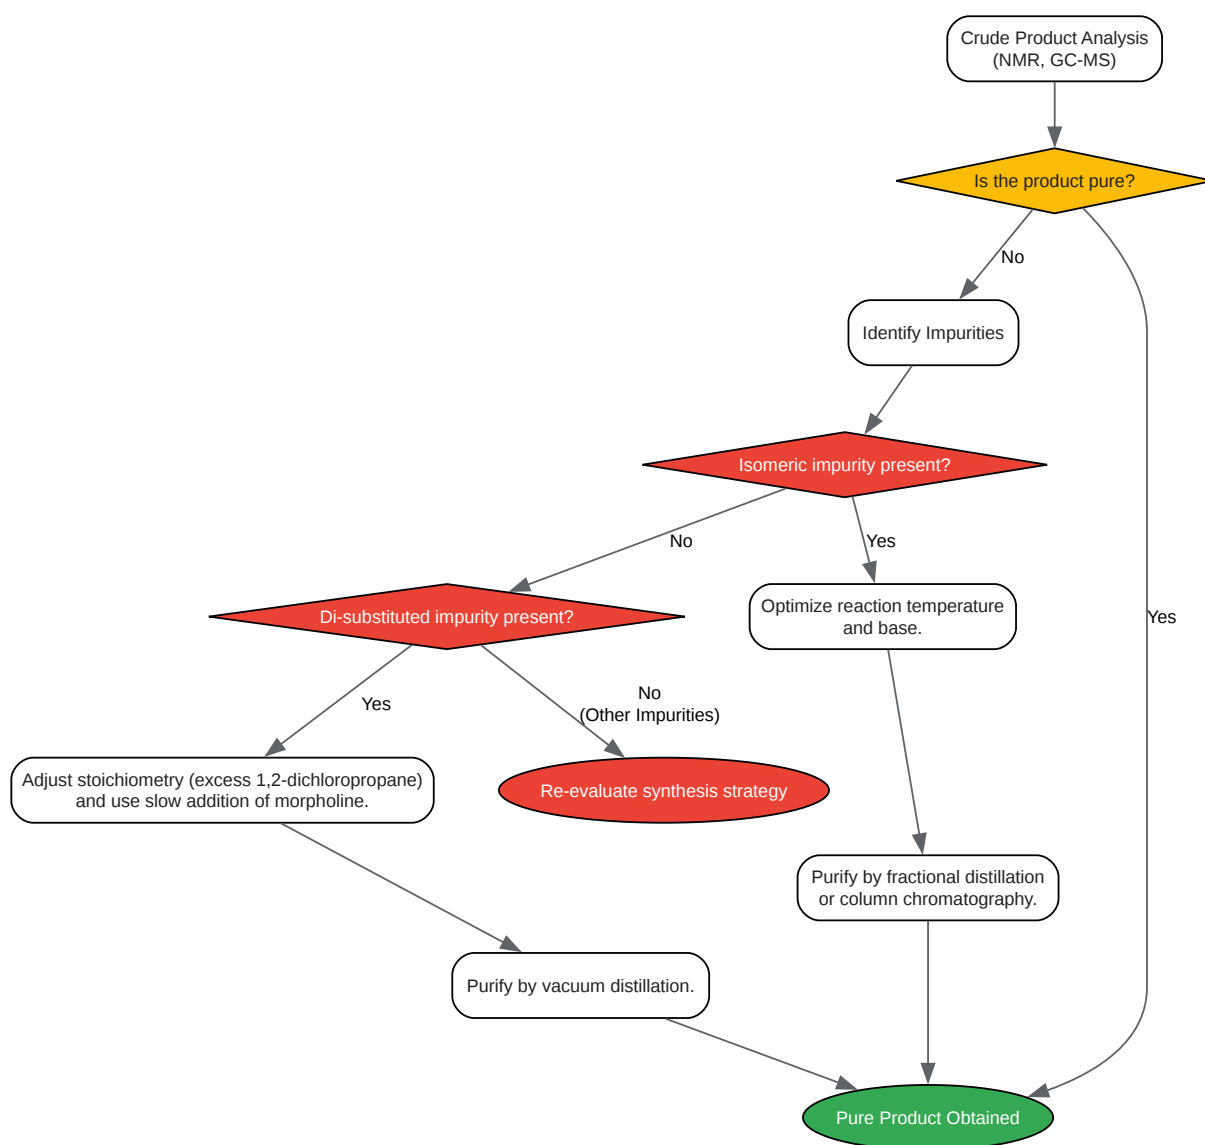 Crude Product Analysis
(NMR, GC-MS)
Is the product pure?
No
Identify Impurities
Isomeric impurity present?
No
Yes
Di-substituted impurity present?
Optimize reaction temperature
and base.
Yes
Yes
No
(Other Impurities)
Adjust stoichiometry (excess 1,2-dichloropropane)
and use slow addition of morpholine.
Re-evaluate synthesis strategy
Purify by fractional distillation
or column chromatography.
Purify by vacuum distillation.
Pure Product Obtained